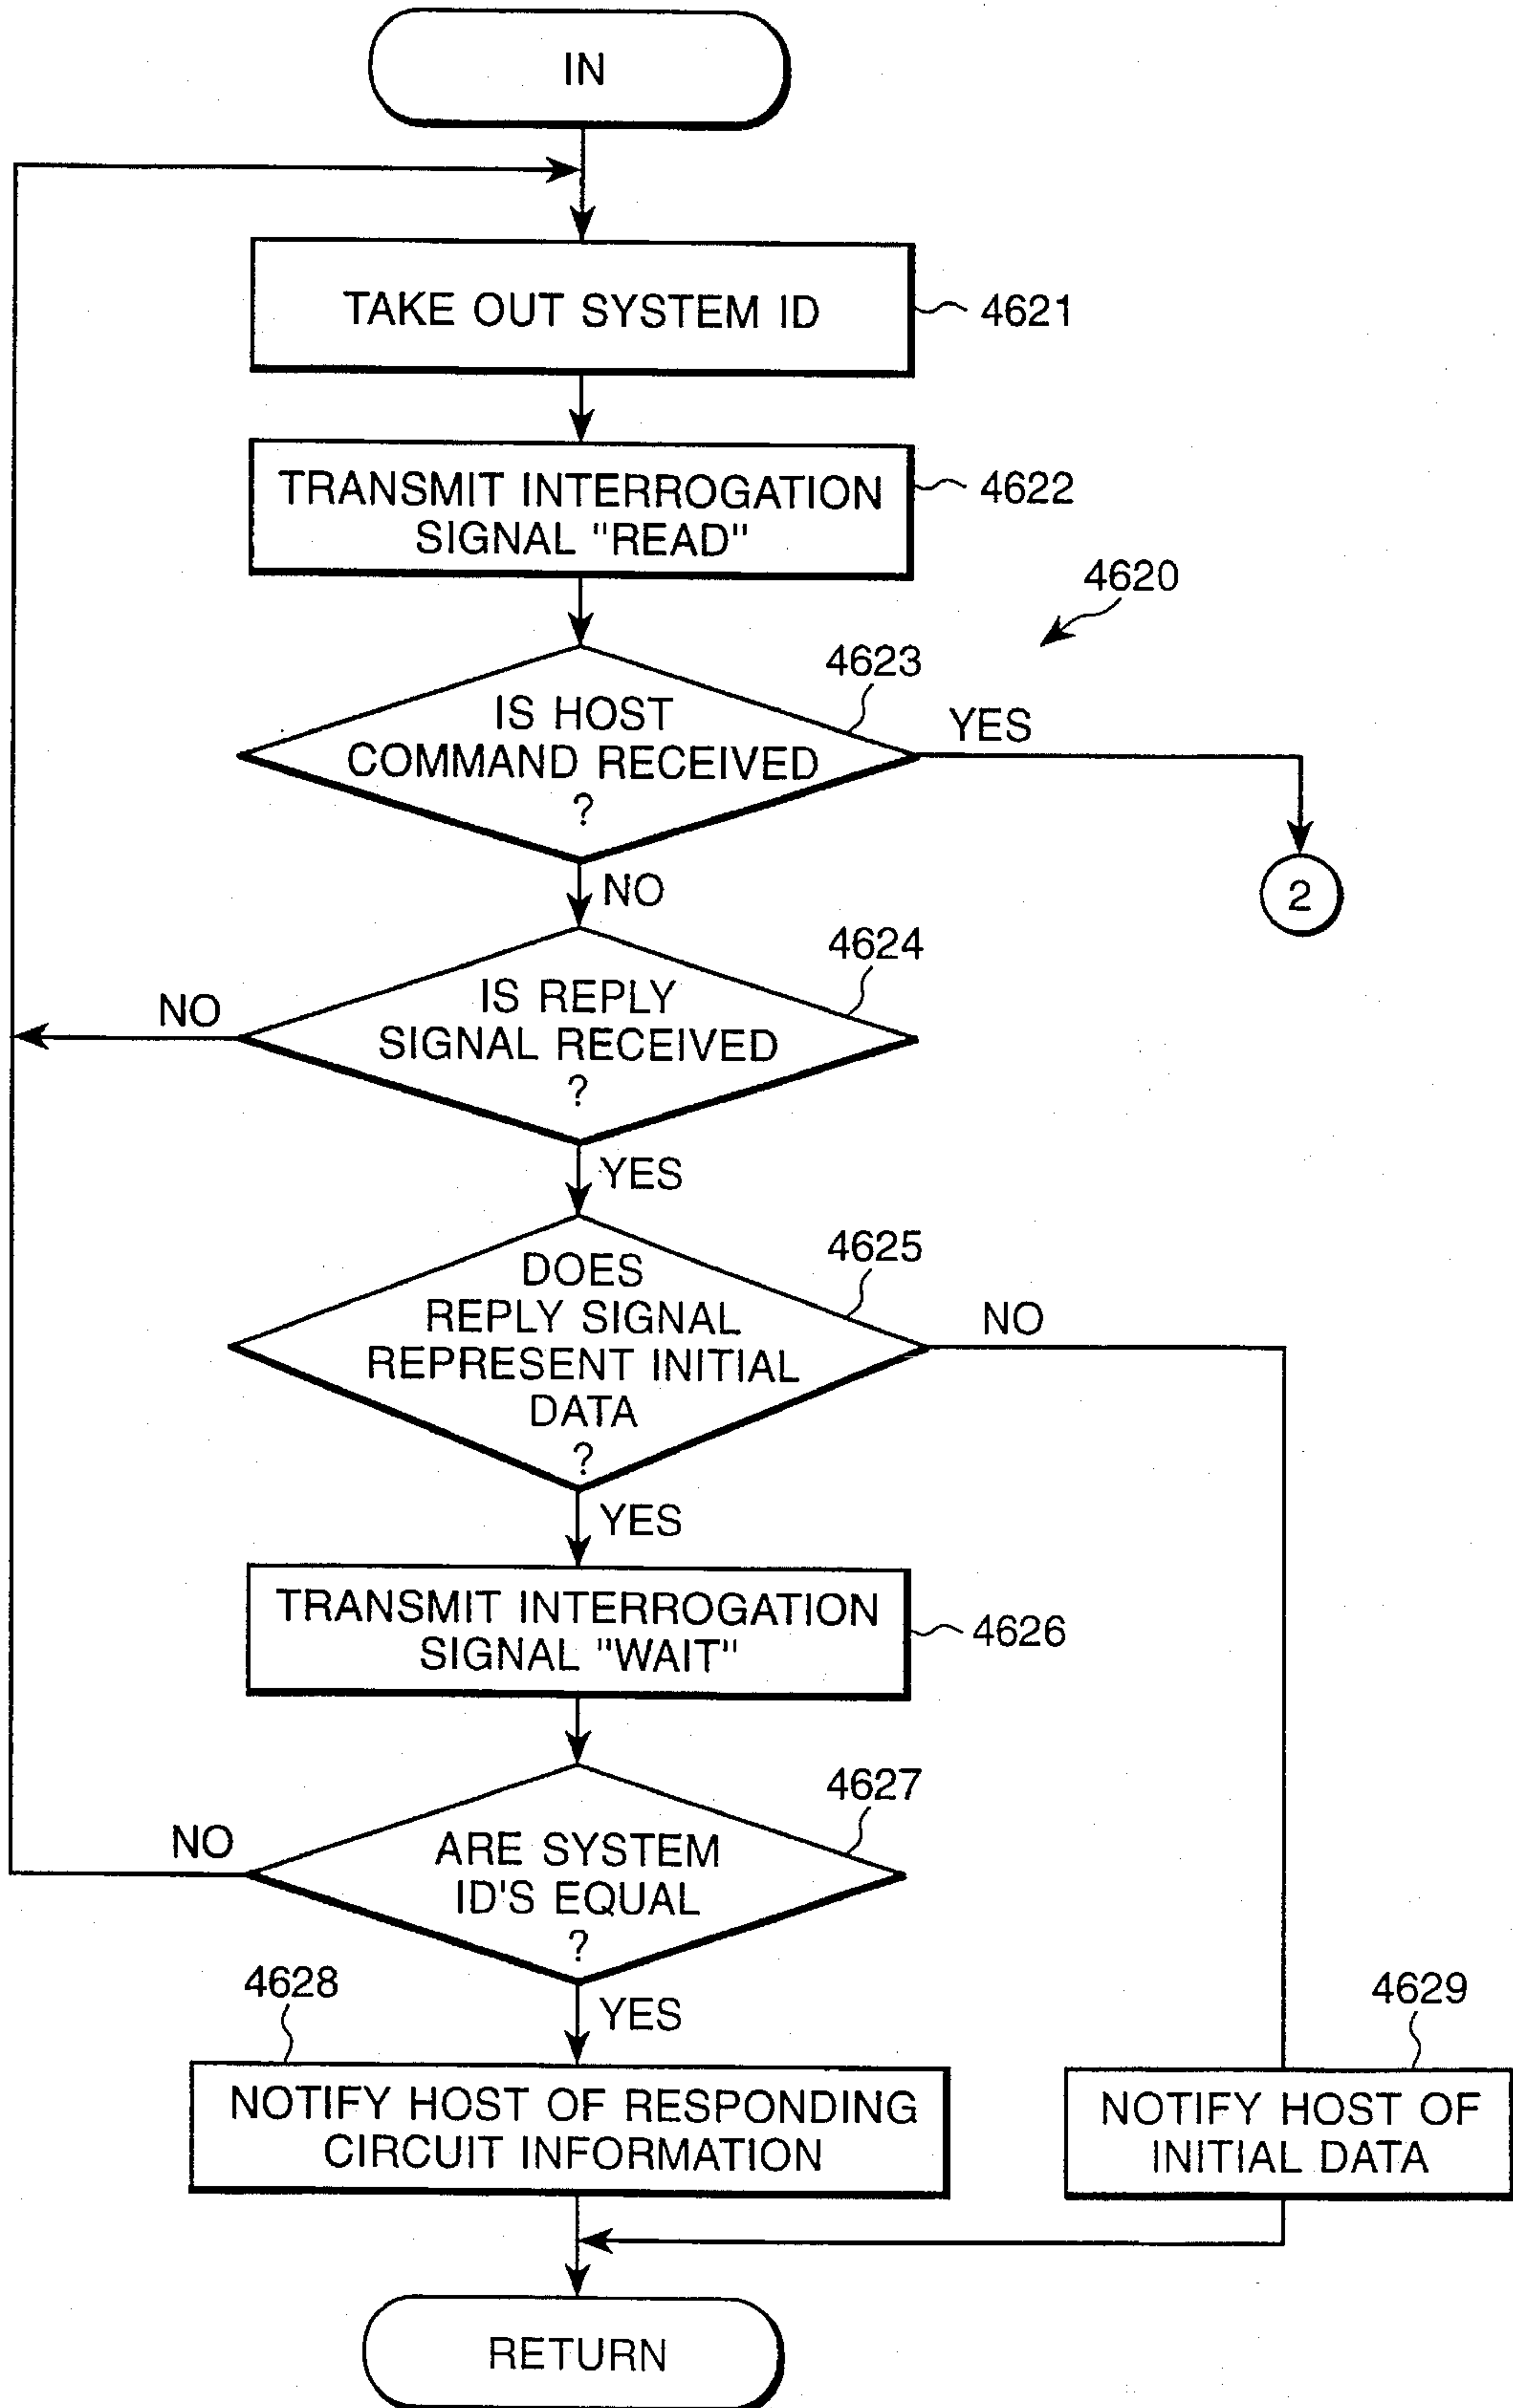 IN
TAKE OUT SYSTEM ID
4621
TRANSMIT INTERROGATION
SIGNAL "READ"
4622
4620
4623
IS HOST
COMMAND RECEIVED
?
YES
2
NO
4624
IS REPLY
SIGNAL RECEIVED
?
NO
YES
4625
DOES
REPLY SIGNAL
REPRESENT INITIAL
DATA
?
NO
YES
TRANSMIT INTERROGATION
SIGNAL "WAIT"
4626
4627
ARE SYSTEM
ID'S EQUAL
?
NO
YES
4628
NOTIFY HOST OF RESPONDING
CIRCUIT INFORMATION
4629
NOTIFY HOST OF
INITIAL DATA
RETURN